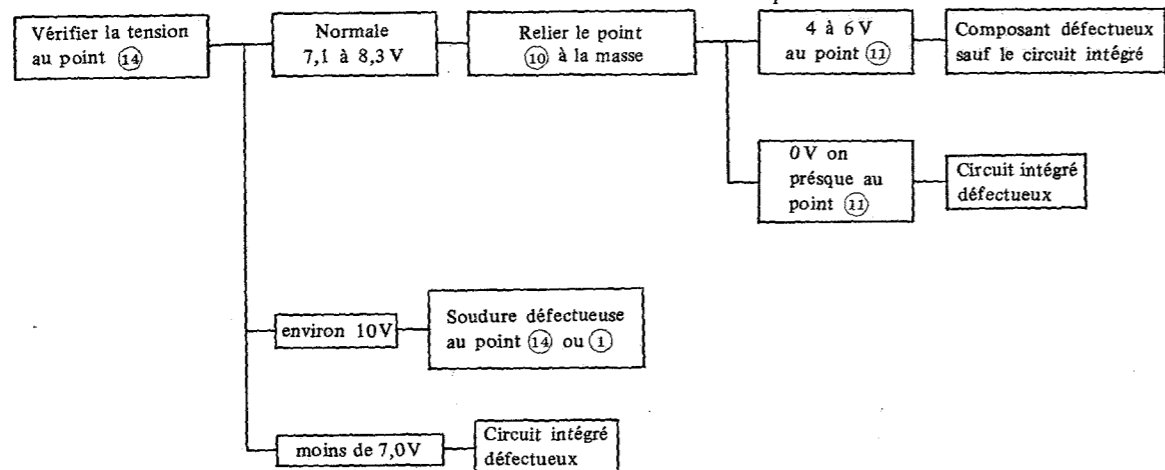 Vérifier la tension
au point ⑭
Normale
7,1 à 8,3 V
Relier le point
⑩ à la masse
4 à 6 V
au point ⑪
Composant défectueux
sauf le circuit intégré
0V on
présque au
point ⑪
Circuit intégré
défectueux
environ 10V
Soudure défectueuse
au point ⑭ ou ①
moins de 7,0V
Circuit intégré
défectueux